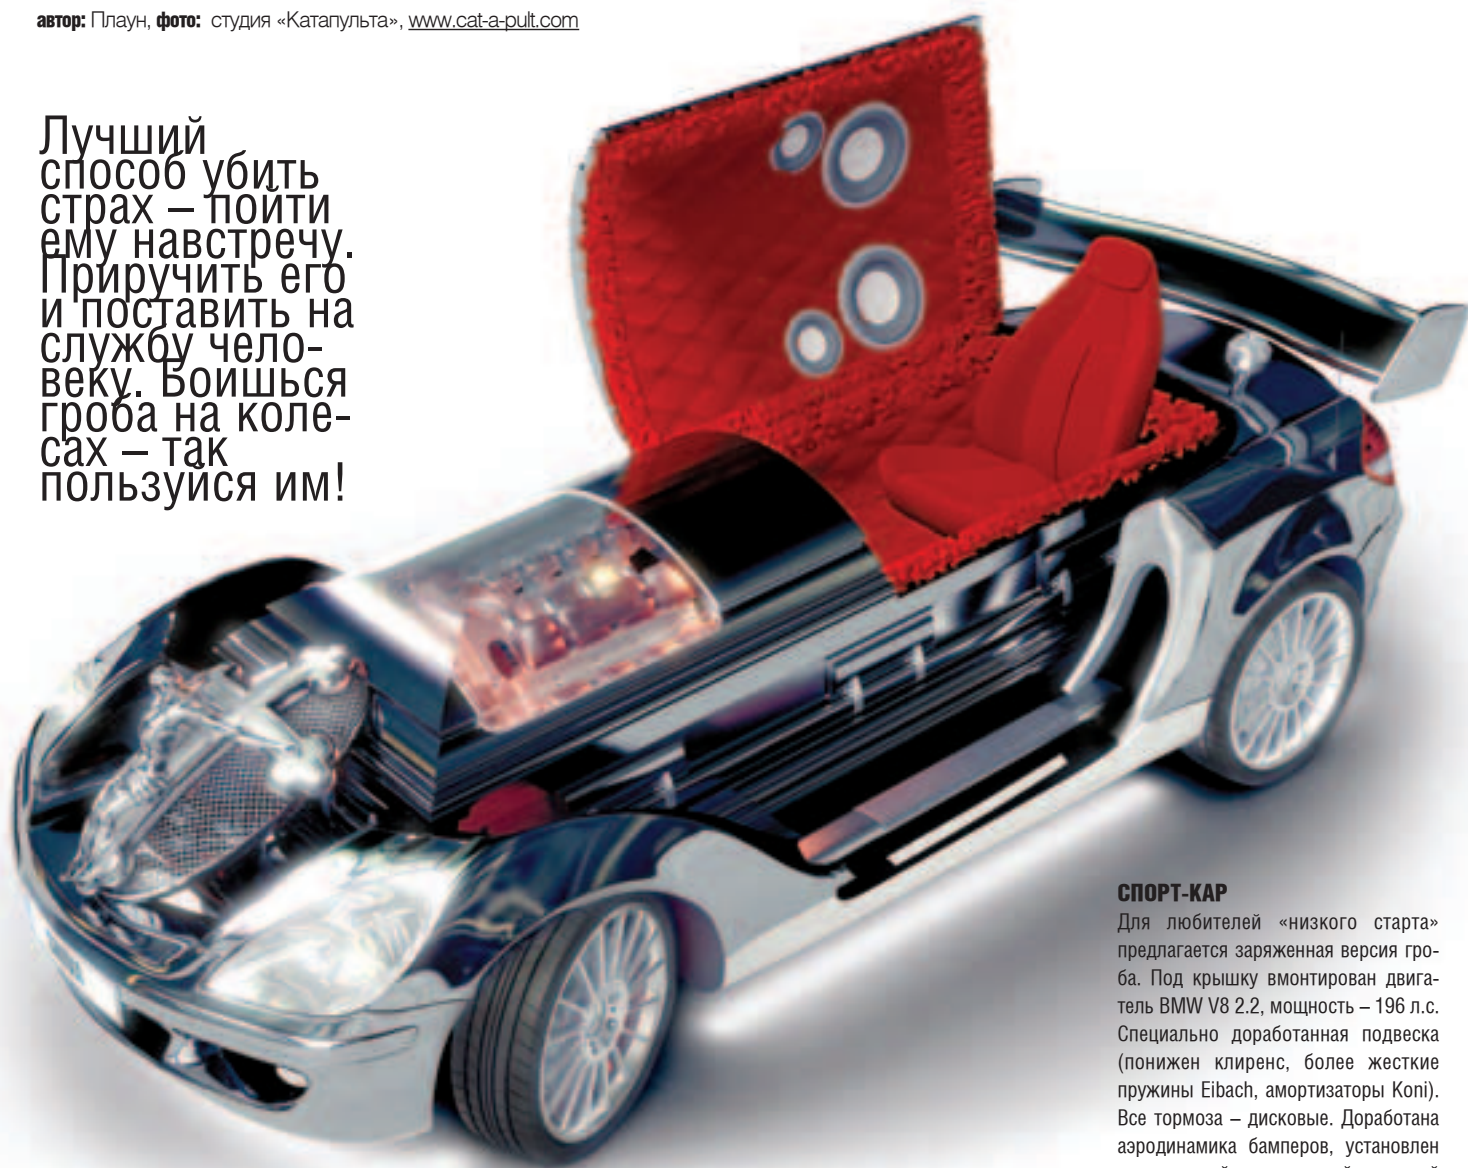 автор: Плаун, фото: студия «Катапульта», www.cat-a-pult.com
Лучший
способ убить
страх – пойти
ему навстречу.
Приручить его
и поставить на
службу чело-
веку. Боишься
гроба на коле-
сах – так
пользуйся им!
СПОРТ-КАР
Для любителей «низкого старта»
предлагается заряженная версия гро-
ба. Под крышку вмонтирован двига-
тель BMW V8 2.2, мощность – 196 л.с.
Специально доработанная подвеска
(понижен клиренс, более жесткие
пружины Eibach, амортизаторы Koni).
Все тормоза – дисковые. Доработана
аэродинамика бамперов, установлен